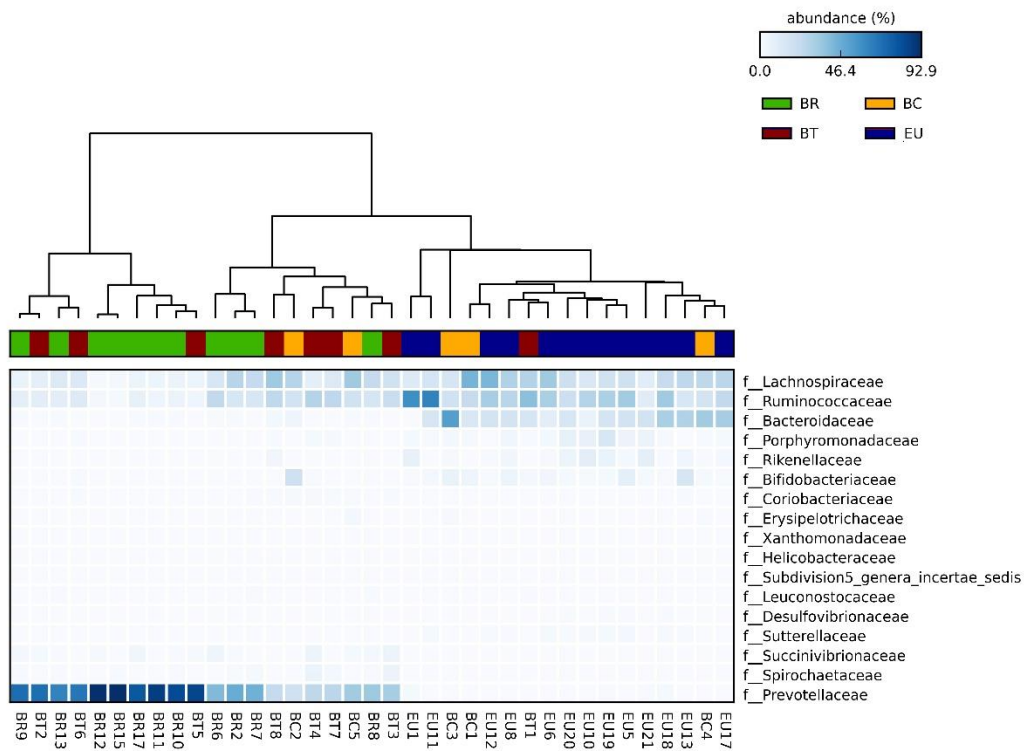 abundance (%)
0.0 46.4 92.9
BR BC
BT EU
f__Lachnospiraceae
f__Ruminococcaceae
f__Bacteroidaceae
f__Porphyromonadaceae
f__Rikenellaceae
f__Bifidobacteriaceae
f__Coriobacteriaceae
f__Erysipelotrichaceae
f__Xanthomonadaceae
f__Helicobacteraceae
f__Subdivision5_genera_incertae_sedis
f__Leuconostocaceae
f__Desulfovibrionaceae
f__Sutterellaceae
f__Succinivibrionaceae
f__Spirochaetaceae
f__Prevotellaceae
BR9 BT2 BR13 BT6 BR12 BR15 BR17 BR11 BR10 BT5 BR6 BR2 BR7 BT8 BC2 BT4 BT7 BC5 BR8 BT3 EU1 EU11 BC3 BC1 EU12 EU8 BT1 EU6 EU20 EU10 EU19 EU5 EU21 EU18 EU13 BC4 EU17